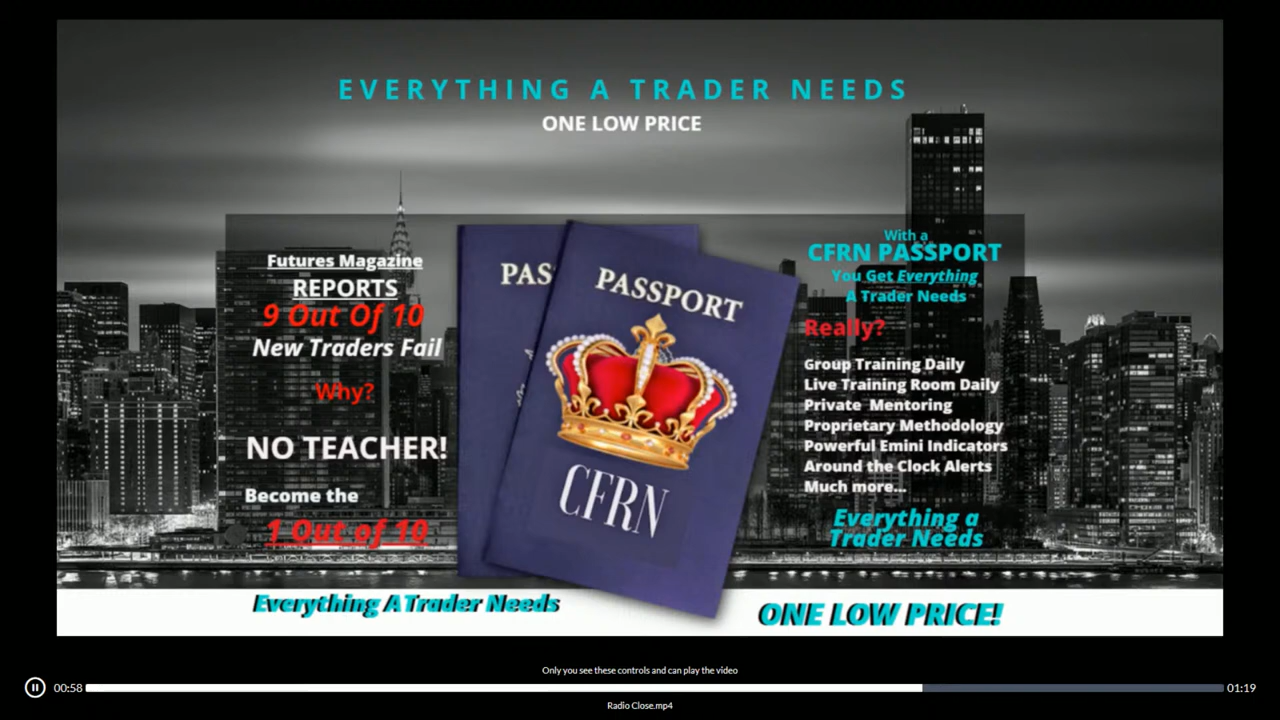 EVERYTHING A TRADER NEEDS
ONE LOW PRICE
Futures Magazine
REPORTS
9 Out Of 10
New Traders Fail
Why?
NO TEACHER!
Become the
1 Out of 10
PAS
PASSPORT
CFRN
With a
CFRN PASSPORT
You Get Everything
A Trader Needs
Really?
Group Training Daily
Live Training Room Daily
Private Mentoring
Proprietary Methodology
Powerful Emini Indicators
Around the Clock Alerts
Much more...
Everything a
Trader Needs
Everything A Trader Needs
ONE LOW PRICE!
Only you see these controls and can play the video
00:58
01:19
Radio Close.mp4